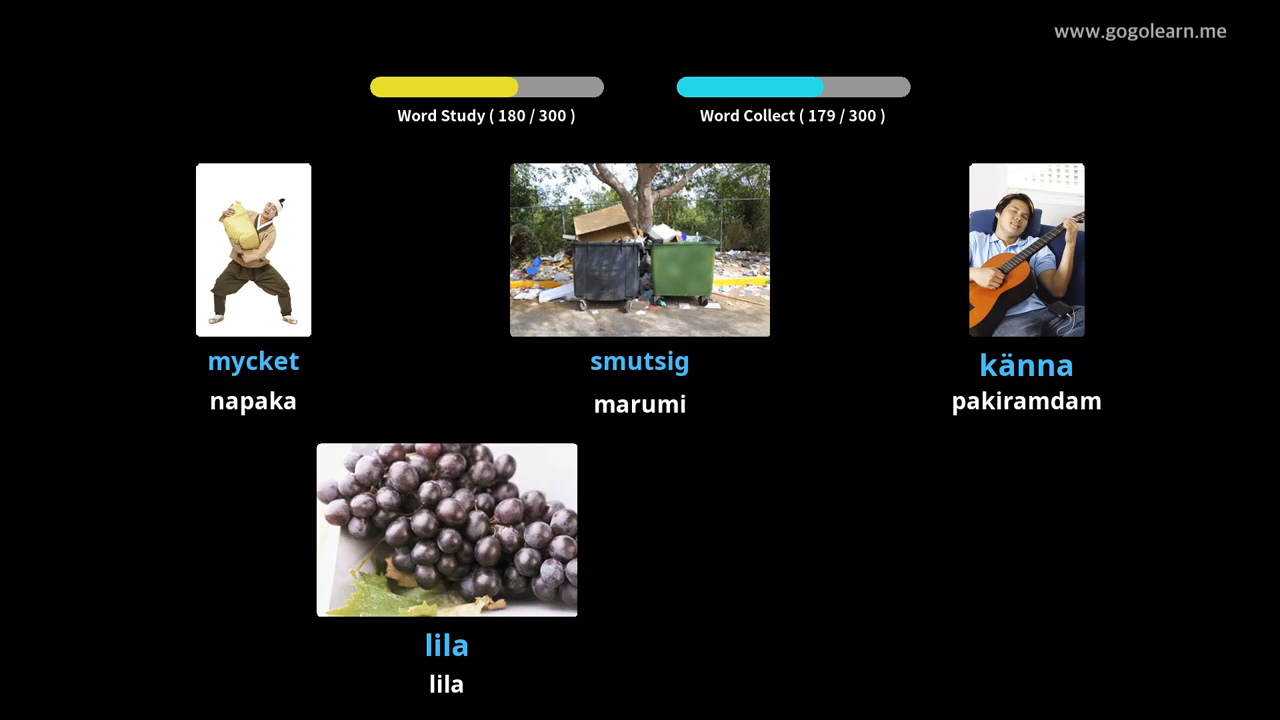 www.gogolearn.me
Word Study ( 180 / 300 )
Word Collect ( 179 / 300 )
mycket
napaka
smutsig
marumi
känna
pakiramdam
lila
lila